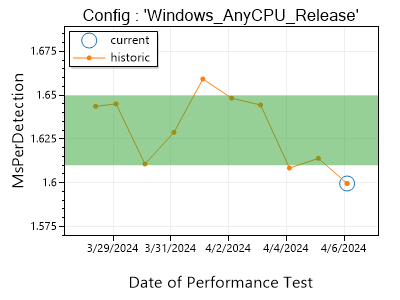 Config : 'Windows_AnyCPU_Release'
current
historic
1.675
1.65
1.625
1.6
1.575
MsPerDetection
3/29/2024 3/31/2024 4/2/2024 4/4/2024 4/6/2024
Date of Performance Test